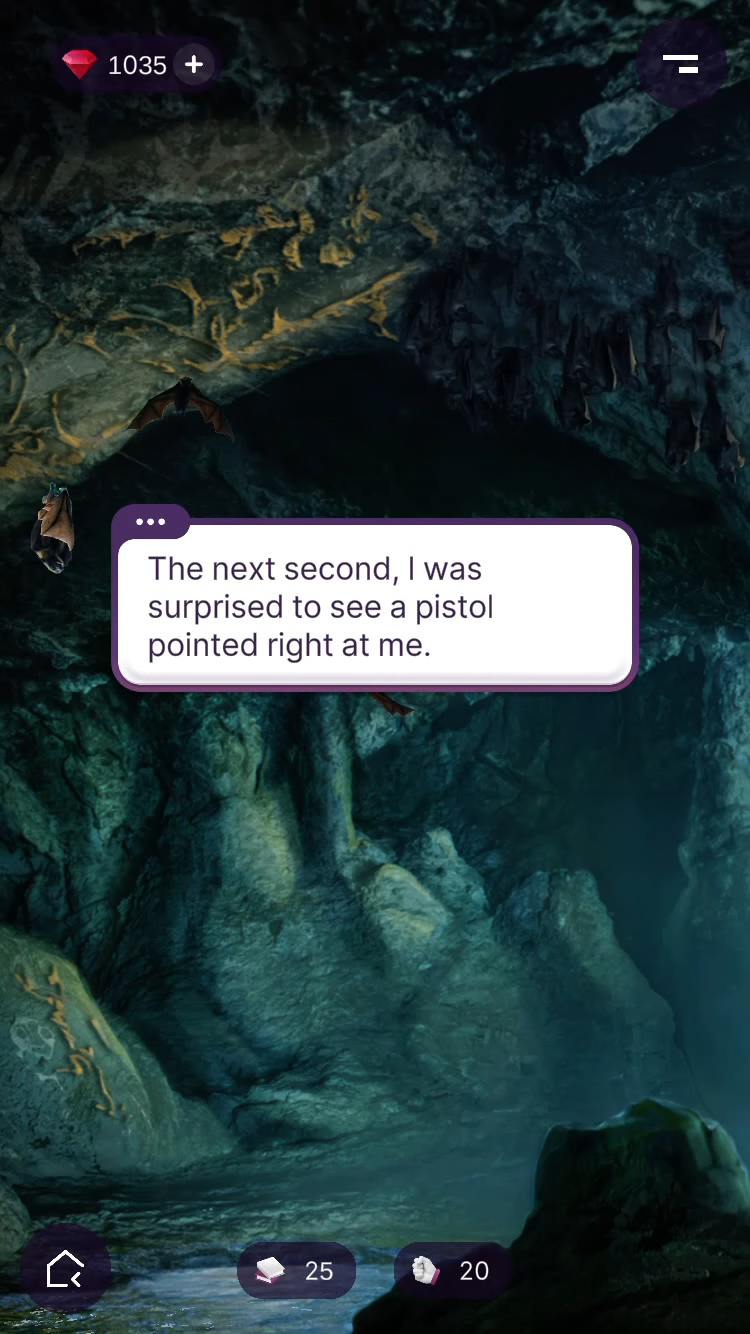 1035
The next second, I was
surprised to see a pistol
pointed right at me.
25
20